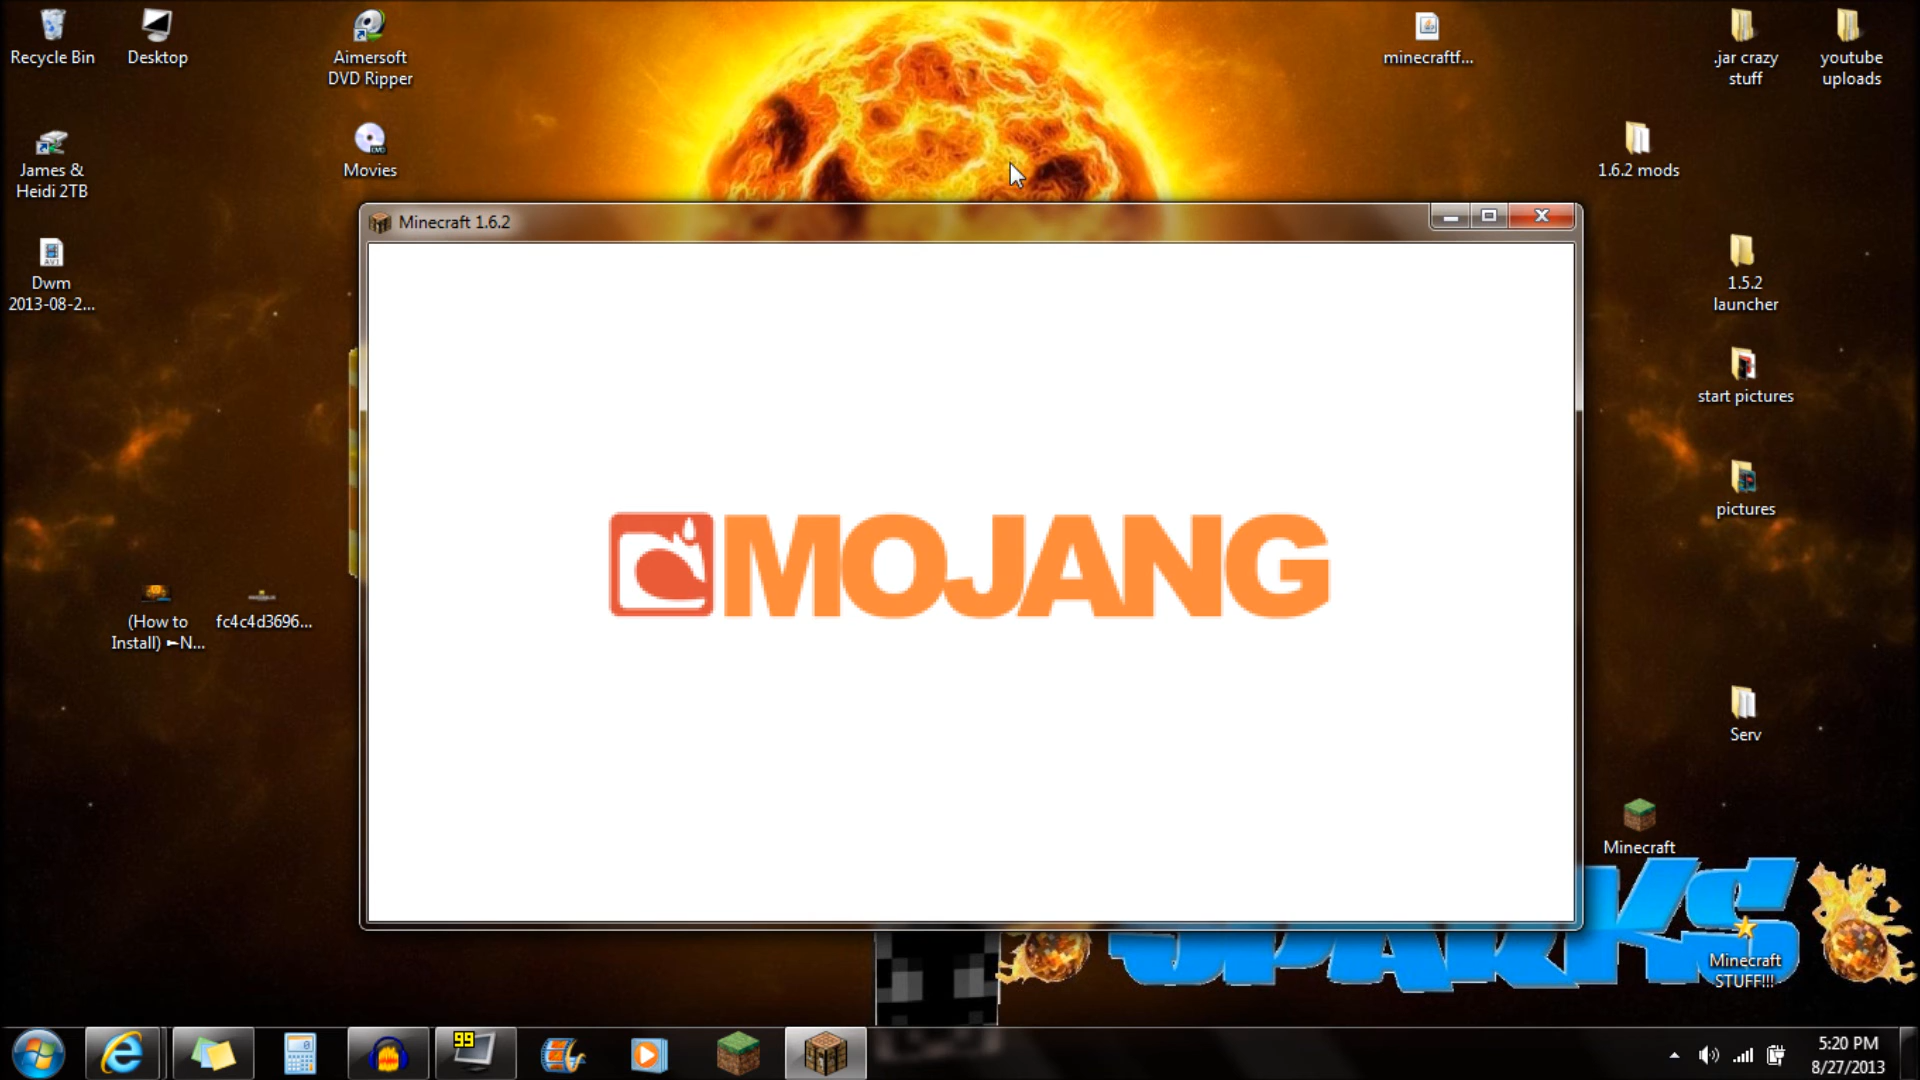 Recycle Bin
Desktop
Aimersoft
DVD Ripper
minecraftf...
.jar crazy
stuff
youtube
uploads
James &
Heidi 2TB
Movies
1.6.2 mods
Minecraft 1.6.2
Dwm
2013-08-2...
1.5.2
launcher
start pictures
pictures
MOJANG
(How to
Install) ►N...
fc4c4d3696...
Serv
Minecraft
SPARKS
Minecraft
STUFF!!!
99
5:20 PM
8/27/2013